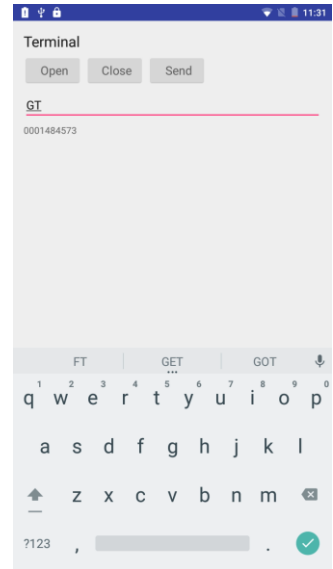 11:31
Terminal
Open Close Send
GT
0001484573
FT GET GOT
1 2 3 4 5 6 7 8 9 0
q w e r t y u i o p
a s d f g h j k l
z x c v b n m
?123 , .